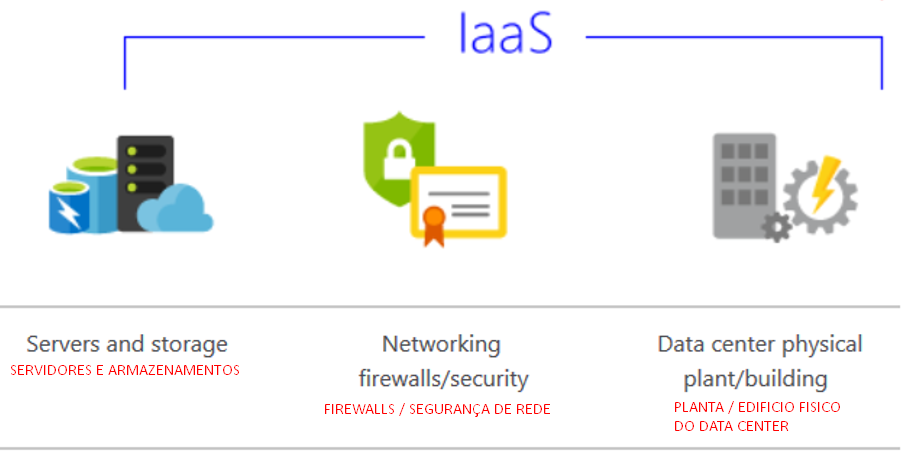 IaaS
Servers and storage
SERVIDORES E ARMAZENAMENTOS
Networking
firewalls/security
FIREWALLS / SEGURANÇA DE REDE
Data center physical
plant/building
PLANTA / EDIFICIO FISICO
DO DATA CENTER